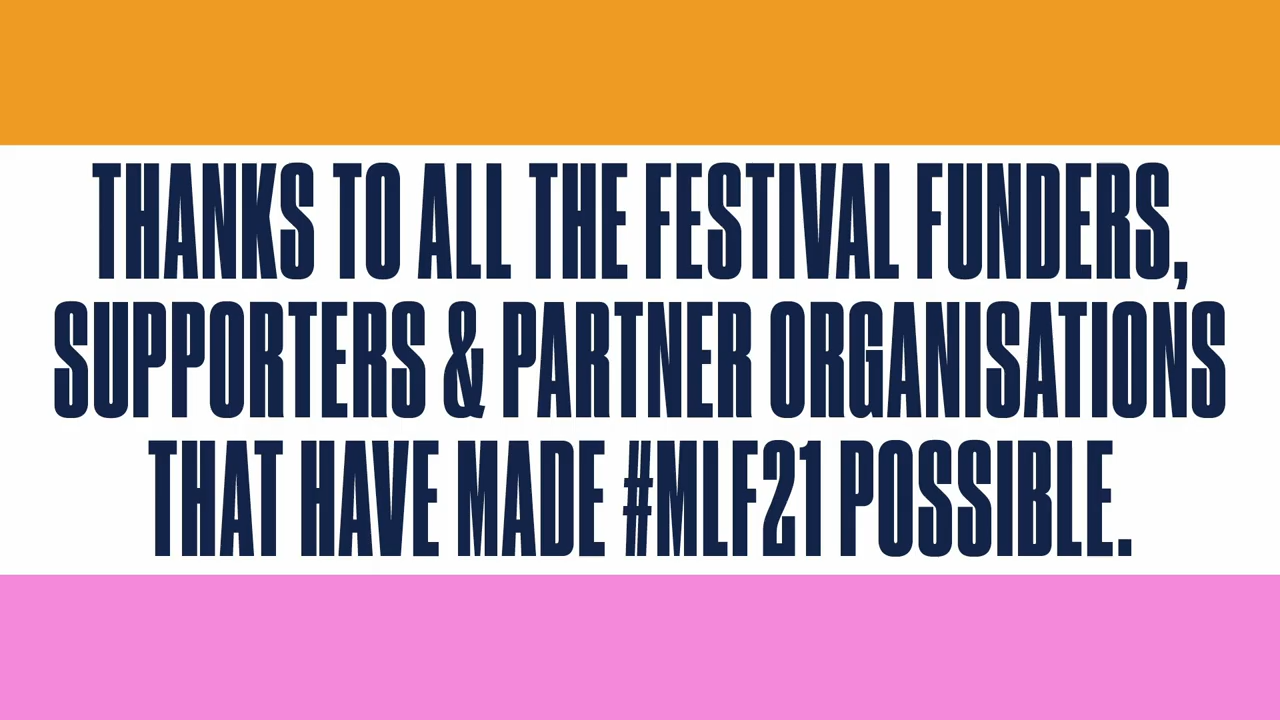 THANKS TO ALL THE FESTIVAL FUNDERS,
SUPPORTERS & PARTNER ORGANISATIONS
THAT HAVE MADE #MLF21 POSSIBLE.